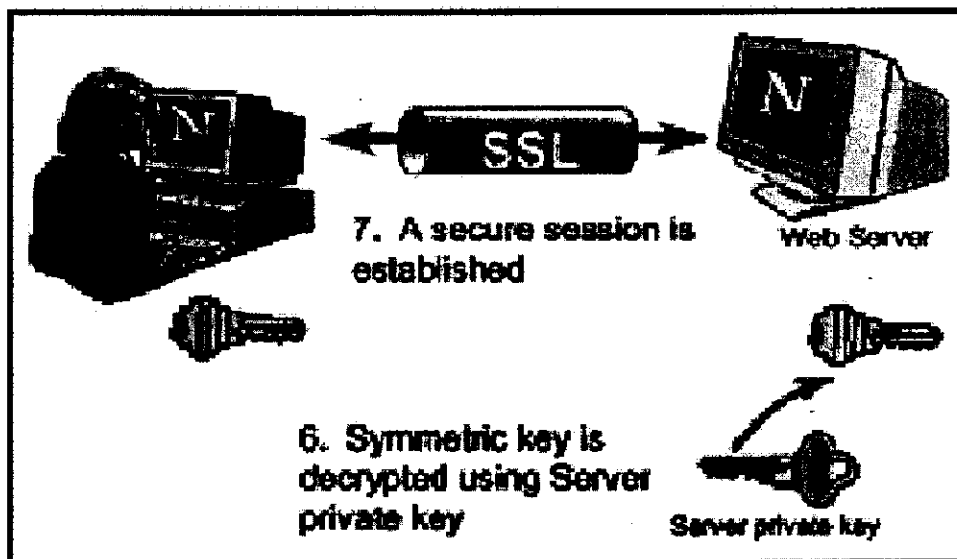 N
N
SSL
7. A secure session is
established
Web Server
6. Symmetric key is
decrypted using Server
private key
Server private key